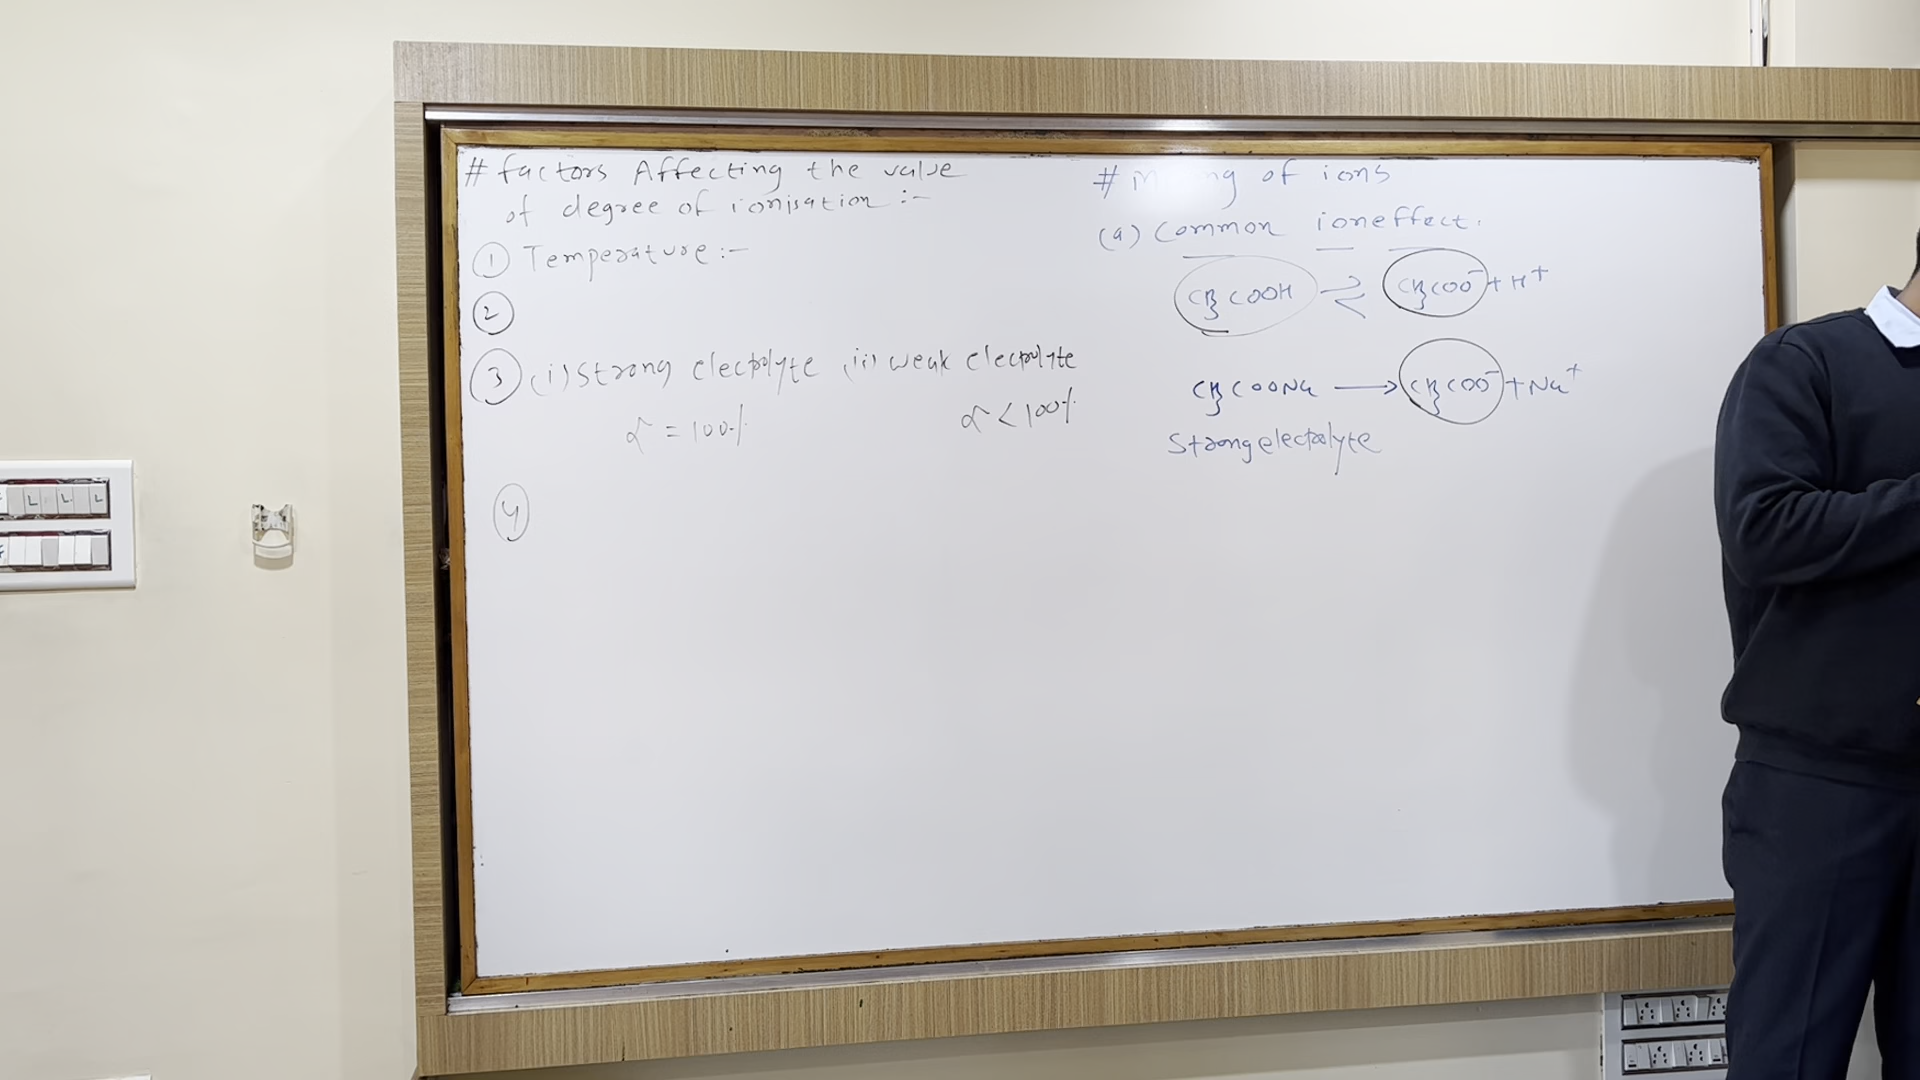 # factors Affecting the value
of degree of ionisation :-
① Temperature :-
②
③ (i) Strong electrolyte (ii) weak electrolyte
α = 100% α < 100%
④
# of ions
(a) Common ion effect.
CH3COOH ⇌ CH3COO⁻ + H⁺
CH3COONa ⟶ CH3COO⁻ + Na⁺
Strong electrolyte